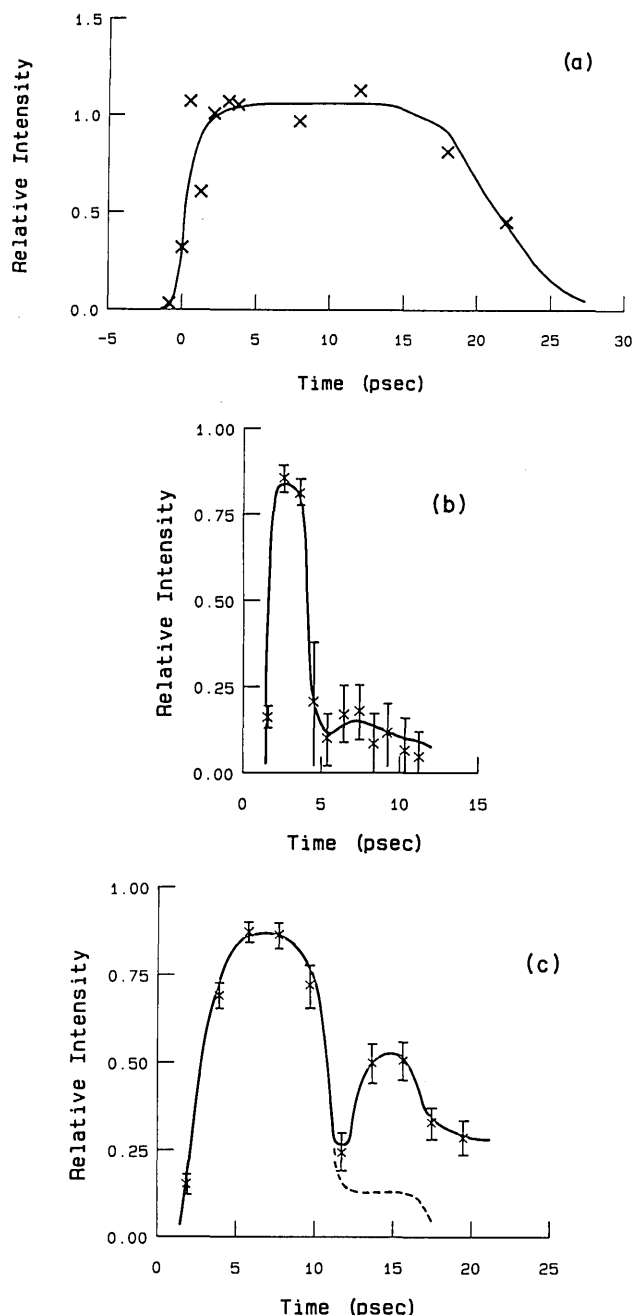 1.5
(a)
1.0
Relative Intensity
0.5
0.0
-5 0 5 10 15 20 25 30
Time (psec)
1.00
(b)
0.75
Relative Intensity
0.50
0.25
0.00
0 5 10 15
Time (psec)
1.00
(c)
0.75
Relative Intensity
0.50
0.25
0.00
0 5 10 15 20 25
Time (psec)